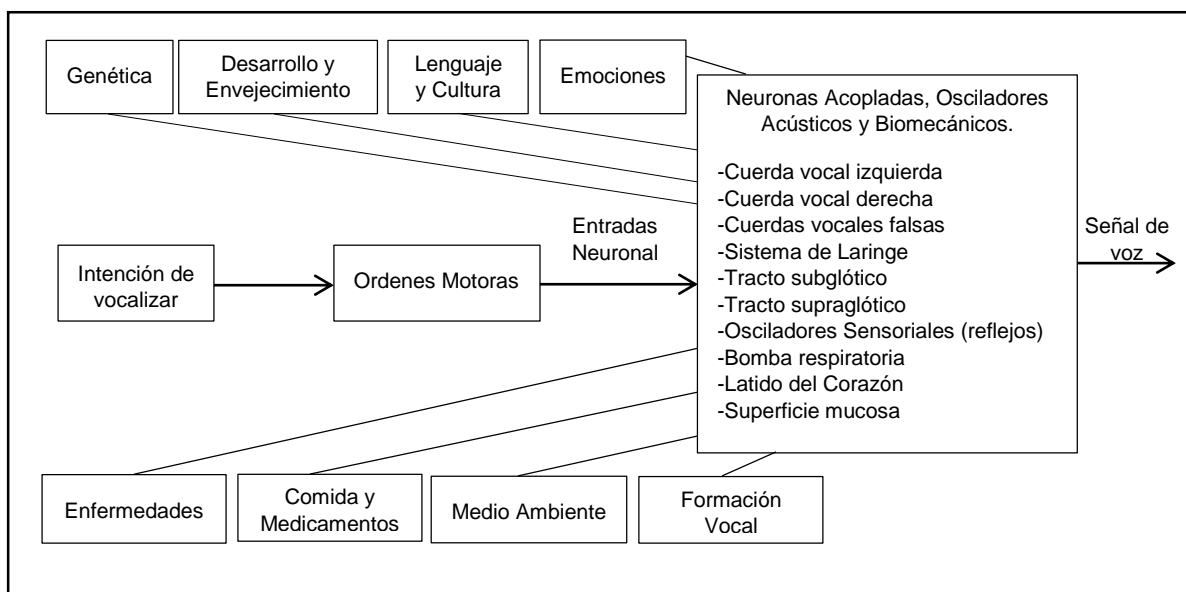 Genética
Desarrollo y
Envejecimiento
Lenguaje
y Cultura
Emociones
Neuronas Acopladas, Osciladores
Acústicos y Biomecánicos.
-Cuerda vocal izquierda
-Cuerda vocal derecha
-Cuerdas vocales falsas
-Sistema de Laringe
-Tracto subglótico
-Tracto supraglótico
-Osciladores Sensoriales (reflejos)
-Bomba respiratoria
-Latido del Corazón
-Superficie mucosa
Intención de
vocalizar
Ordenes Motoras
Entradas
Neuronal
Señal de
voz
Enfermedades
Comida y
Medicamentos
Medio Ambiente
Formación
Vocal